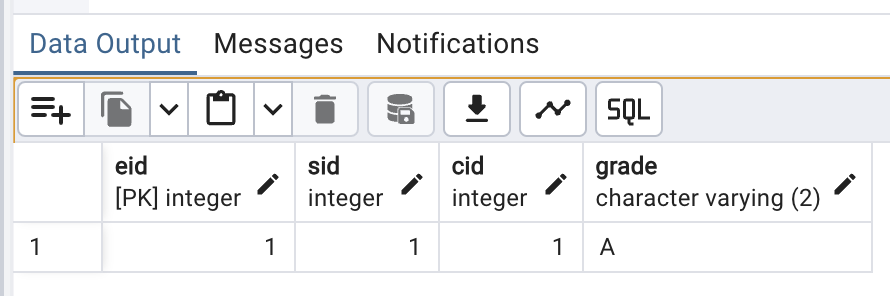 Data Output Messages Notifications
SQL
eid sid cid grade
[PK] integer integer integer character varying (2)
1 1 1 1 A